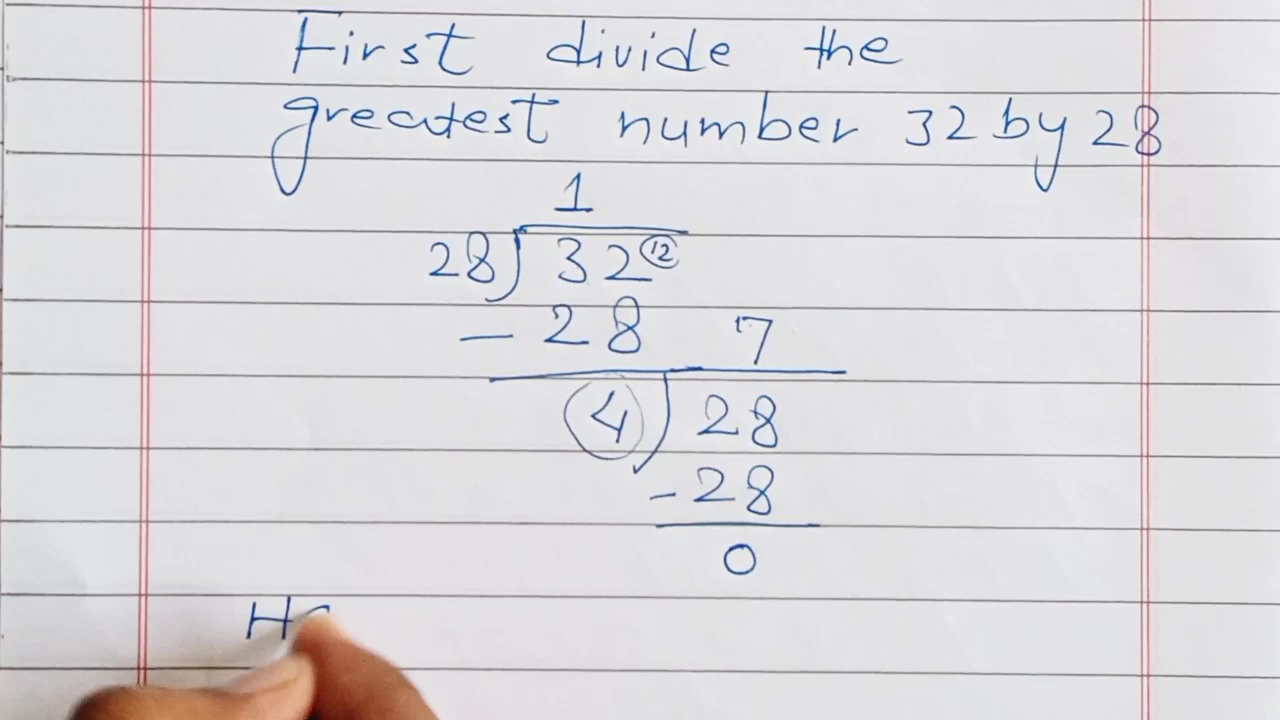 First divide the
greatest number 32 by 28
1
28) 32 12
- 28 7
4) 28
- 28
0
H